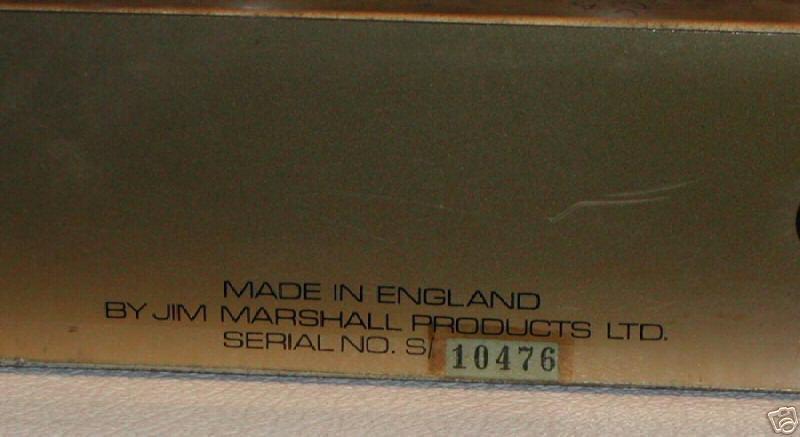 MADE IN ENGLAND
BY JIM MARSHALL PRODUCTS LTD.
SERIAL NO. S/ 10476